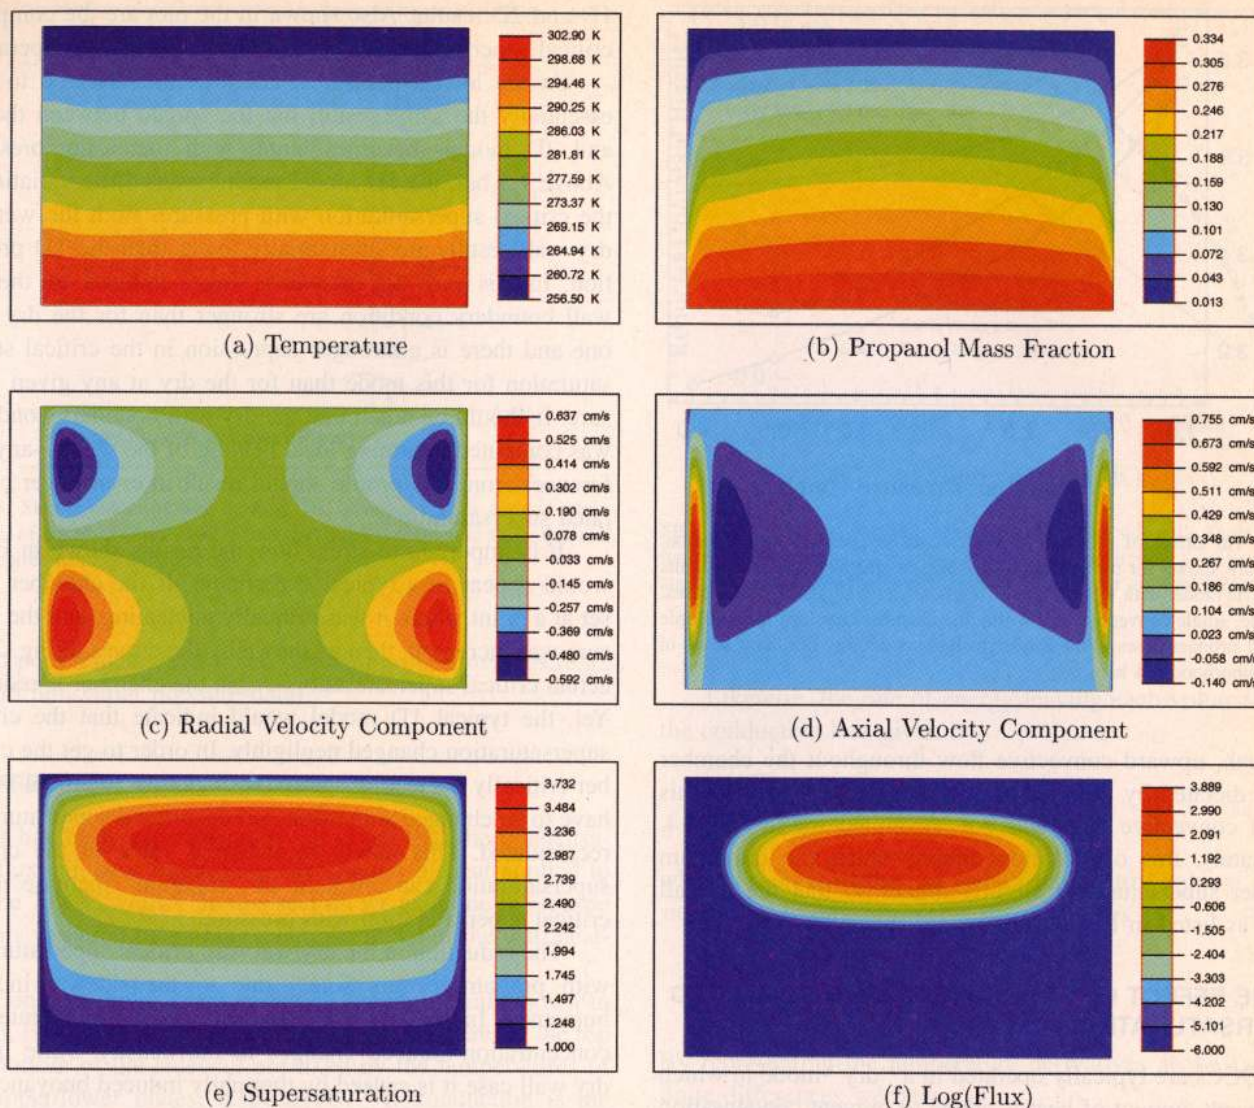 302.90 K
298.68 K
294.46 K
290.25 K
286.03 K
281.81 K
277.59 K
273.37 K
269.15 K
264.94 K
260.72 K
256.50 K
(a) Temperature
0.334
0.305
0.276
0.246
0.217
0.188
0.159
0.130
0.101
0.072
0.043
0.013
(b) Propanol Mass Fraction
0.637 cm/s
0.525 cm/s
0.414 cm/s
0.302 cm/s
0.190 cm/s
0.078 cm/s
-0.033 cm/s
-0.145 cm/s
-0.257 cm/s
-0.369 cm/s
-0.480 cm/s
-0.592 cm/s
(c) Radial Velocity Component
0.755 cm/s
0.673 cm/s
0.592 cm/s
0.511 cm/s
0.429 cm/s
0.348 cm/s
0.267 cm/s
0.186 cm/s
0.104 cm/s
0.023 cm/s
-0.058 cm/s
-0.140 cm/s
(d) Axial Velocity Component
3.732
3.484
3.236
2.987
2.739
2.490
2.242
1.994
1.745
1.497
1.248
1.000
(e) Supersaturation
3.889
2.990
2.091
1.192
0.293
-0.606
-1.505
-2.404
-3.303
-4.202
-5.101
-6.000
(f) Log(Flux)